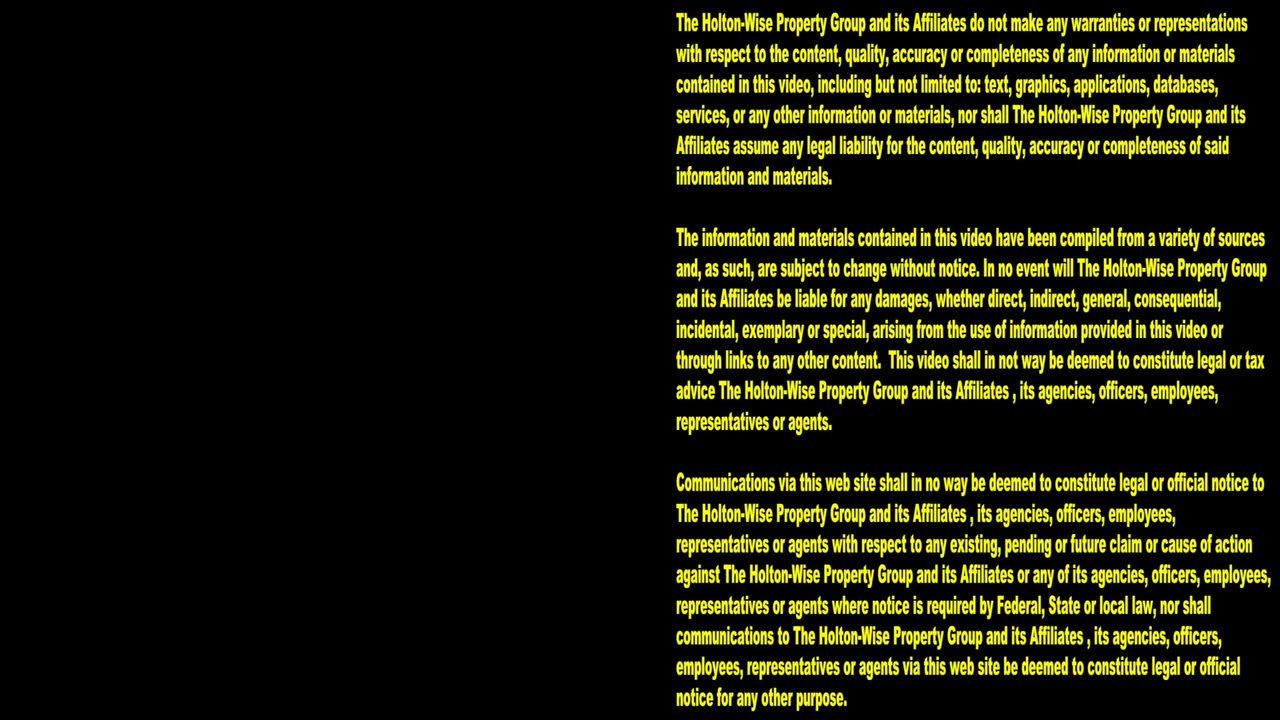 The Holton-Wise Property Group and its Affiliates do not make any warranties or representations
with respect to the content, quality, accuracy or completeness of any information or materials
contained in this video, including but not limited to: text, graphics, applications, databases,
services, or any other information or materials, nor shall The Holton-Wise Property Group and its
Affiliates assume any legal liability for the content, quality, accuracy or completeness of said
information and materials.
The information and materials contained in this video have been compiled from a variety of sources
and, as such, are subject to change without notice. In no event will The Holton-Wise Property Group
and its Affiliates be liable for any damages, whether direct, indirect, general, consequential,
incidental, exemplary or special, arising from the use of information provided in this video or
through links to any other content.  This video shall in not way be deemed to constitute legal or tax
advice The Holton-Wise Property Group and its Affiliates , its agencies, officers, employees,
representatives or agents.
Communications via this web site shall in no way be deemed to constitute legal or official notice to
The Holton-Wise Property Group and its Affiliates , its agencies, officers, employees,
representatives or agents with respect to any existing, pending or future claim or cause of action
against The Holton-Wise Property Group and its Affiliates or any of its agencies, officers, employees,
representatives or agents where notice is required by Federal, State or local law, nor shall
communications to The Holton-Wise Property Group and its Affiliates , its agencies, officers,
employees, representatives or agents via this web site be deemed to constitute legal or official
notice for any other purpose.